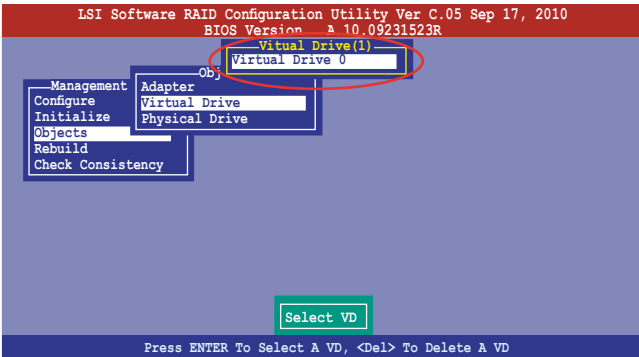 LSI Software RAID Configuration Utility Ver C.05 Sep 17, 2010
BIOS Version A.10.09231523R
Vitual Drive(1)
Virtual Drive 0
Obj
Adapter
Virtual Drive
Physical Drive
Management
Configure
Initialize
Objects
Rebuild
Check Consistency
Select VD
Press ENTER To Select A VD, <Del> To Delete A VD